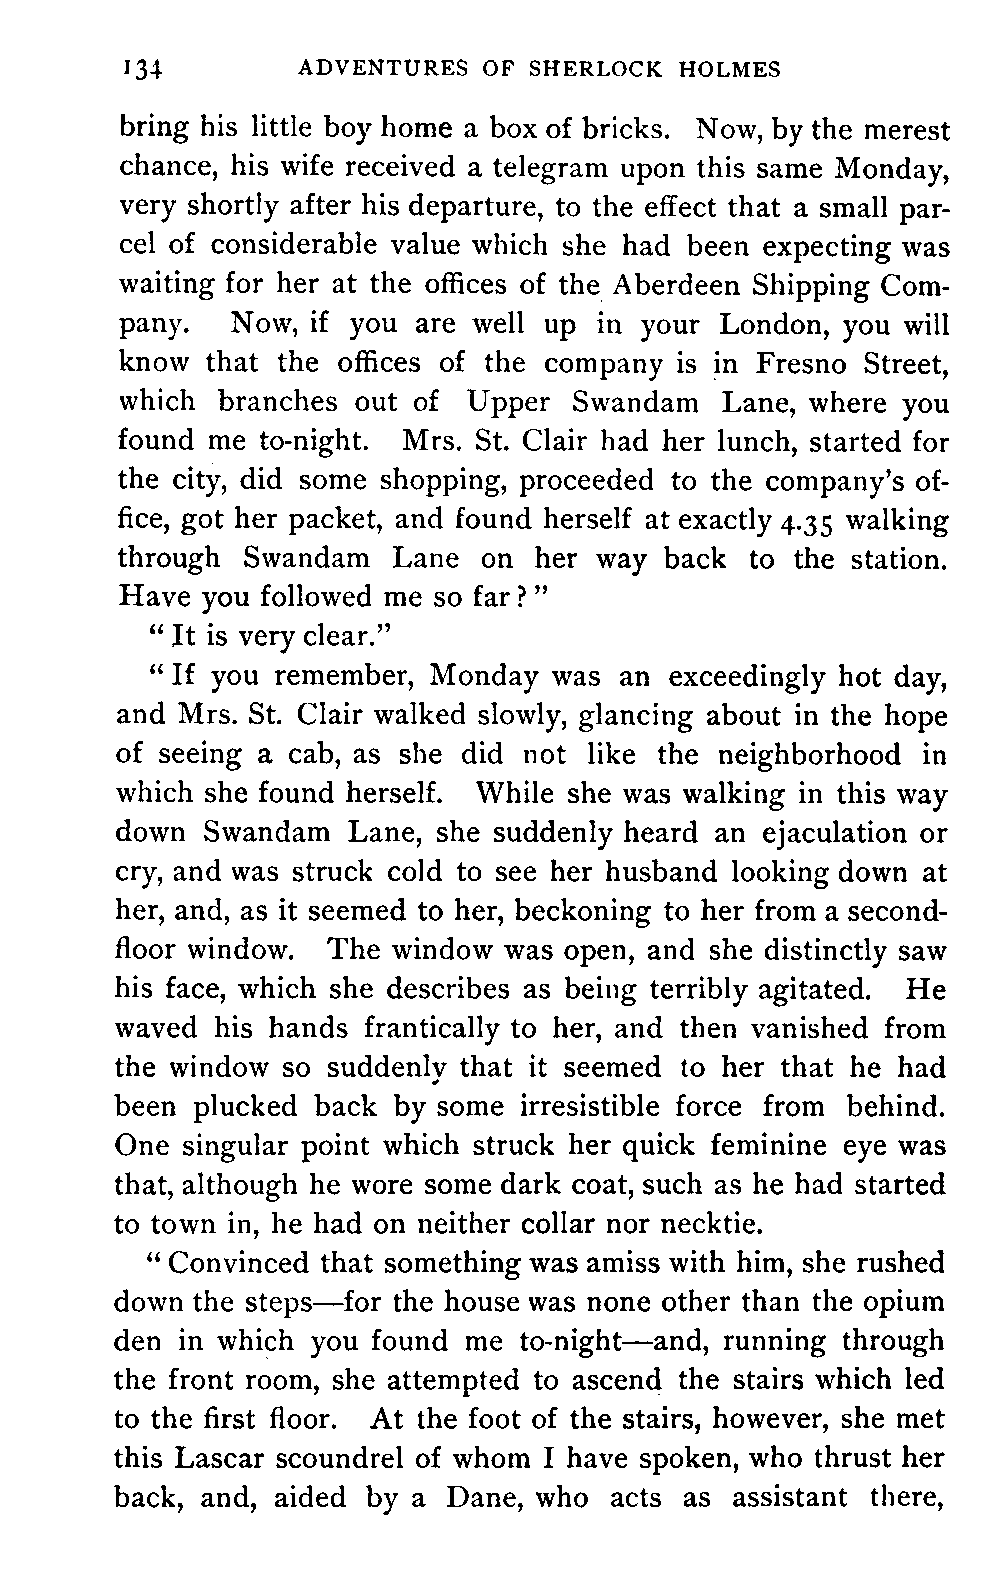 134 ADVENTURES OF SHERLOCK HOLMES
bring his little boy home a box of bricks. Now, by the merest
chance, his wife received a telegram upon this same Monday,
very shortly after his departure, to the effect that a small par-
cel of considerable value which she had been expecting was
waiting for her at the offices of the Aberdeen Shipping Com-
pany. Now, if you are well up in your London, you will
know that the offices of the company is in Fresno Street,
which branches out of Upper Swandam Lane, where you
found me to-night. Mrs. St. Clair had her lunch, started for
the city, did some shopping, proceeded to the company's of-
fice, got her packet, and found herself at exactly 4.35 walking
through Swandam Lane on her way back to the station.
Have you followed me so far?"
"It is very clear."
"If you remember, Monday was an exceedingly hot day,
and Mrs. St. Clair walked slowly, glancing about in the hope
of seeing a cab, as she did not like the neighborhood in
which she found herself. While she was walking in this way
down Swandam Lane, she suddenly heard an ejaculation or
cry, and was struck cold to see her husband looking down at
her, and, as it seemed to her, beckoning to her from a second-
floor window. The window was open, and she distinctly saw
his face, which she describes as being terribly agitated. He
waved his hands frantically to her, and then vanished from
the window so suddenly that it seemed to her that he had
been plucked back by some irresistible force from behind.
One singular point which struck her quick feminine eye was
that, although he wore some dark coat, such as he had started
to town in, he had on neither collar nor necktie.
"Convinced that something was amiss with him, she rushed
down the steps—for the house was none other than the opium
den in which you found me to-night—and, running through
the front room, she attempted to ascend the stairs which led
to the first floor. At the foot of the stairs, however, she met
this Lascar scoundrel of whom I have spoken, who thrust her
back, and, aided by a Dane, who acts as assistant there,